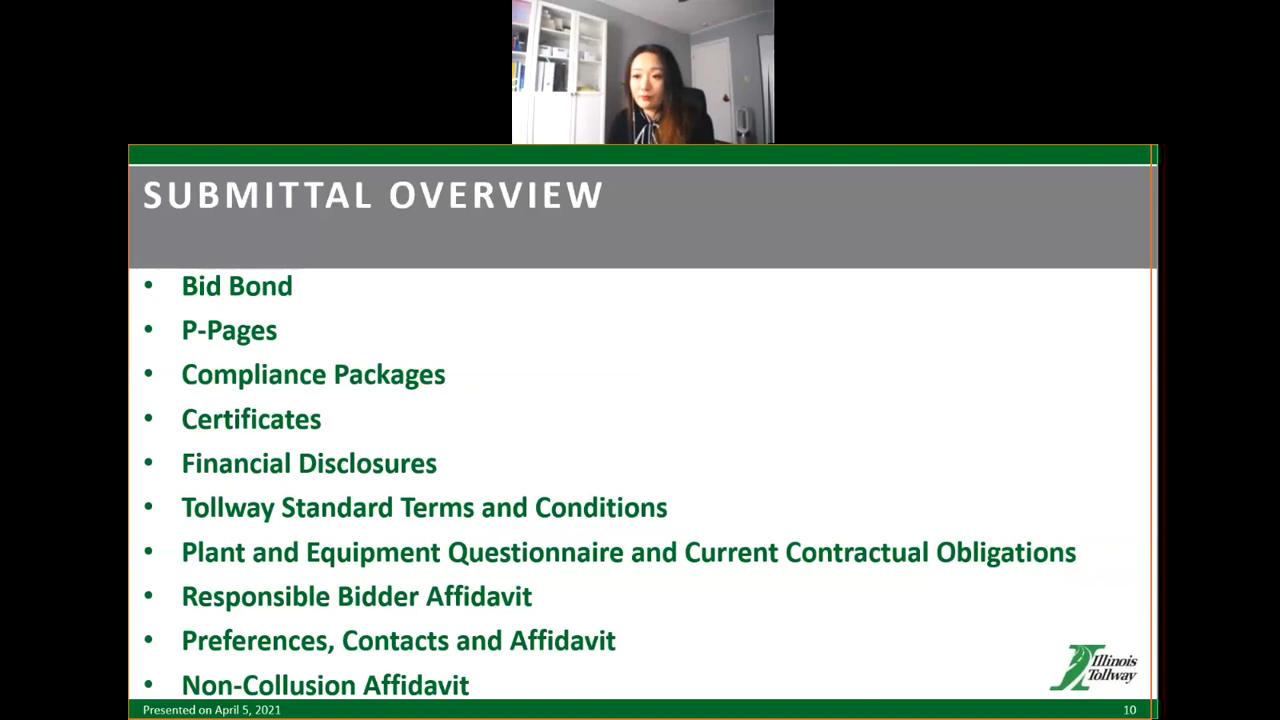 SUBMITTAL OVERVIEW
• Bid Bond
• P-Pages
• Compliance Packages
• Certificates
• Financial Disclosures
• Tollway Standard Terms and Conditions
• Plant and Equipment Questionnaire and Current Contractual Obligations
• Responsible Bidder Affidavit
• Preferences, Contacts and Affidavit
• Non-Collusion Affidavit
Illinois
Tollway
Presented on April 5, 2021
10